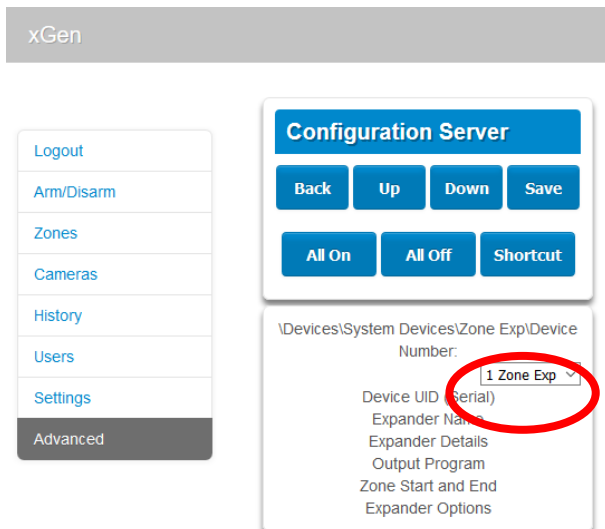 xGen
Logout
Arm/Disarm
Zones
Cameras
History
Users
Settings
Advanced
Configuration Server
Back Up Down Save
All On All Off Shortcut
\Devices\System Devices\Zone Exp\Device
Number:
1 Zone Exp
Device UID (Serial)
Expander Name
Expander Details
Output Program
Zone Start and End
Expander Options